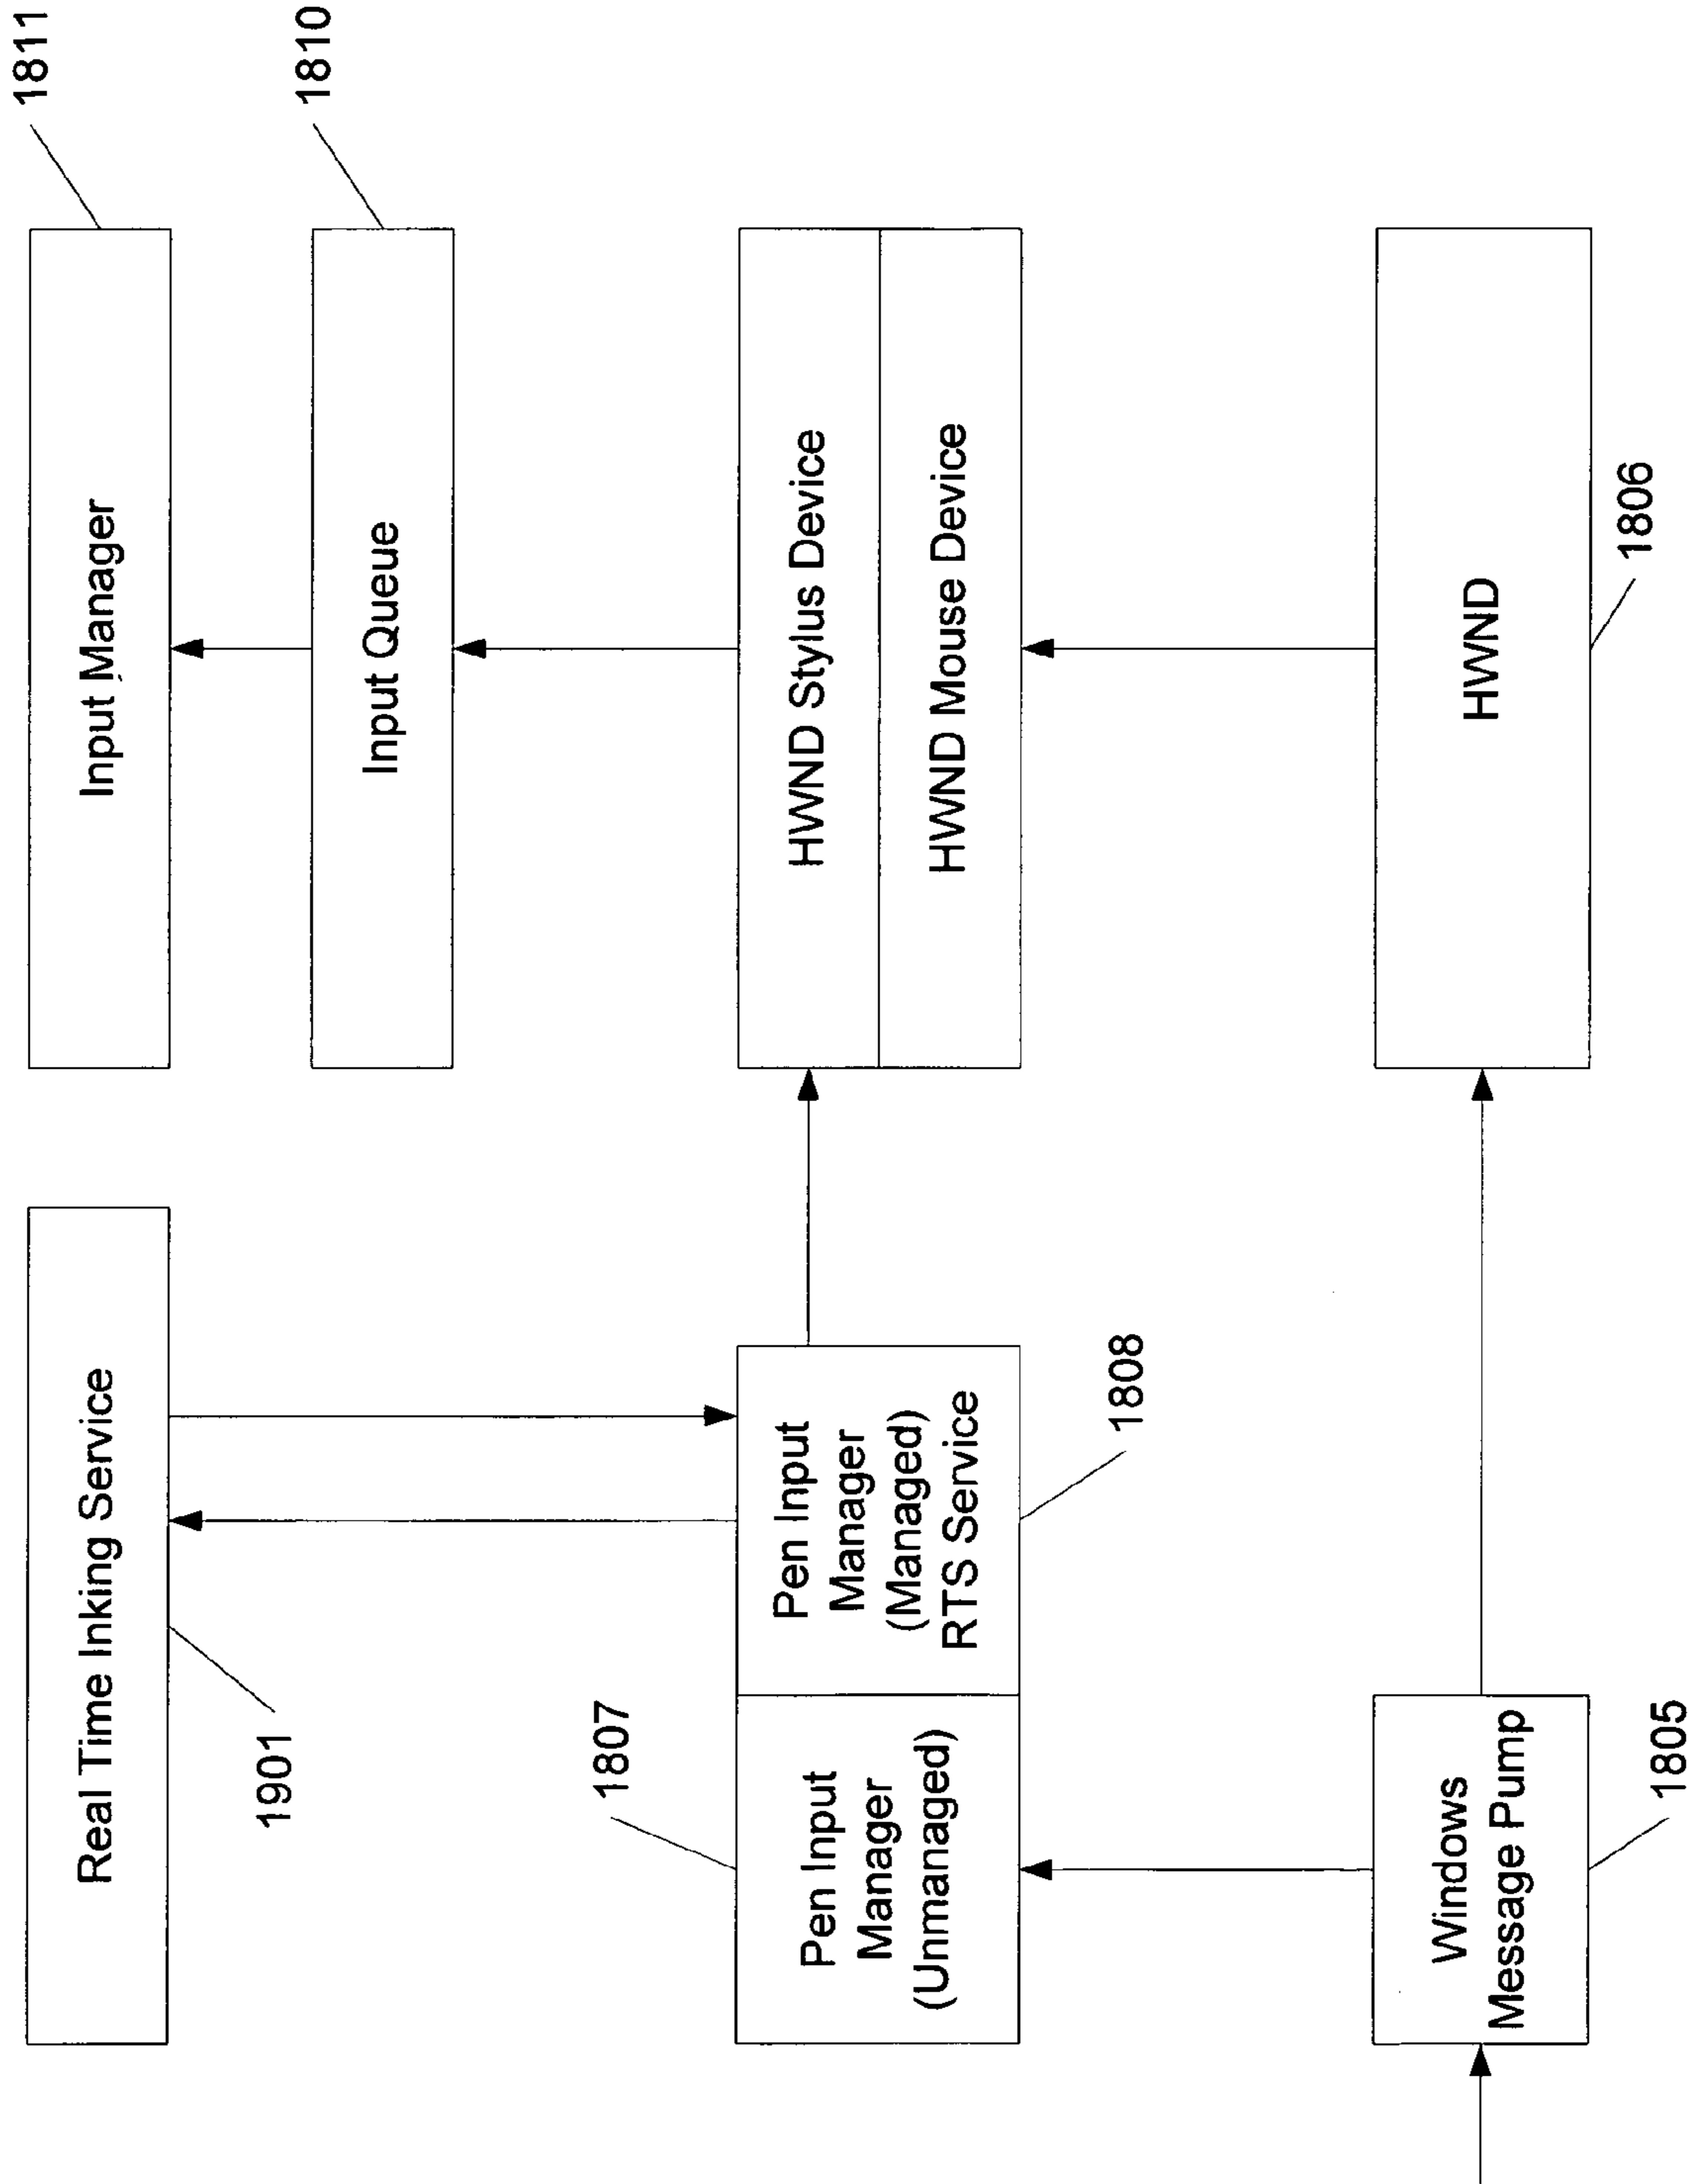 1811
Real Time Inking Service
Input Manager
1901
1810
Input Queue
1807
Pen Input
Manager
(Unmanaged)
Pen Input
Manager
(Managed)
RTS Service
HWND Stylus Device
HWND Mouse Device
1808
Windows
Message Pump
HWND
1805
1806